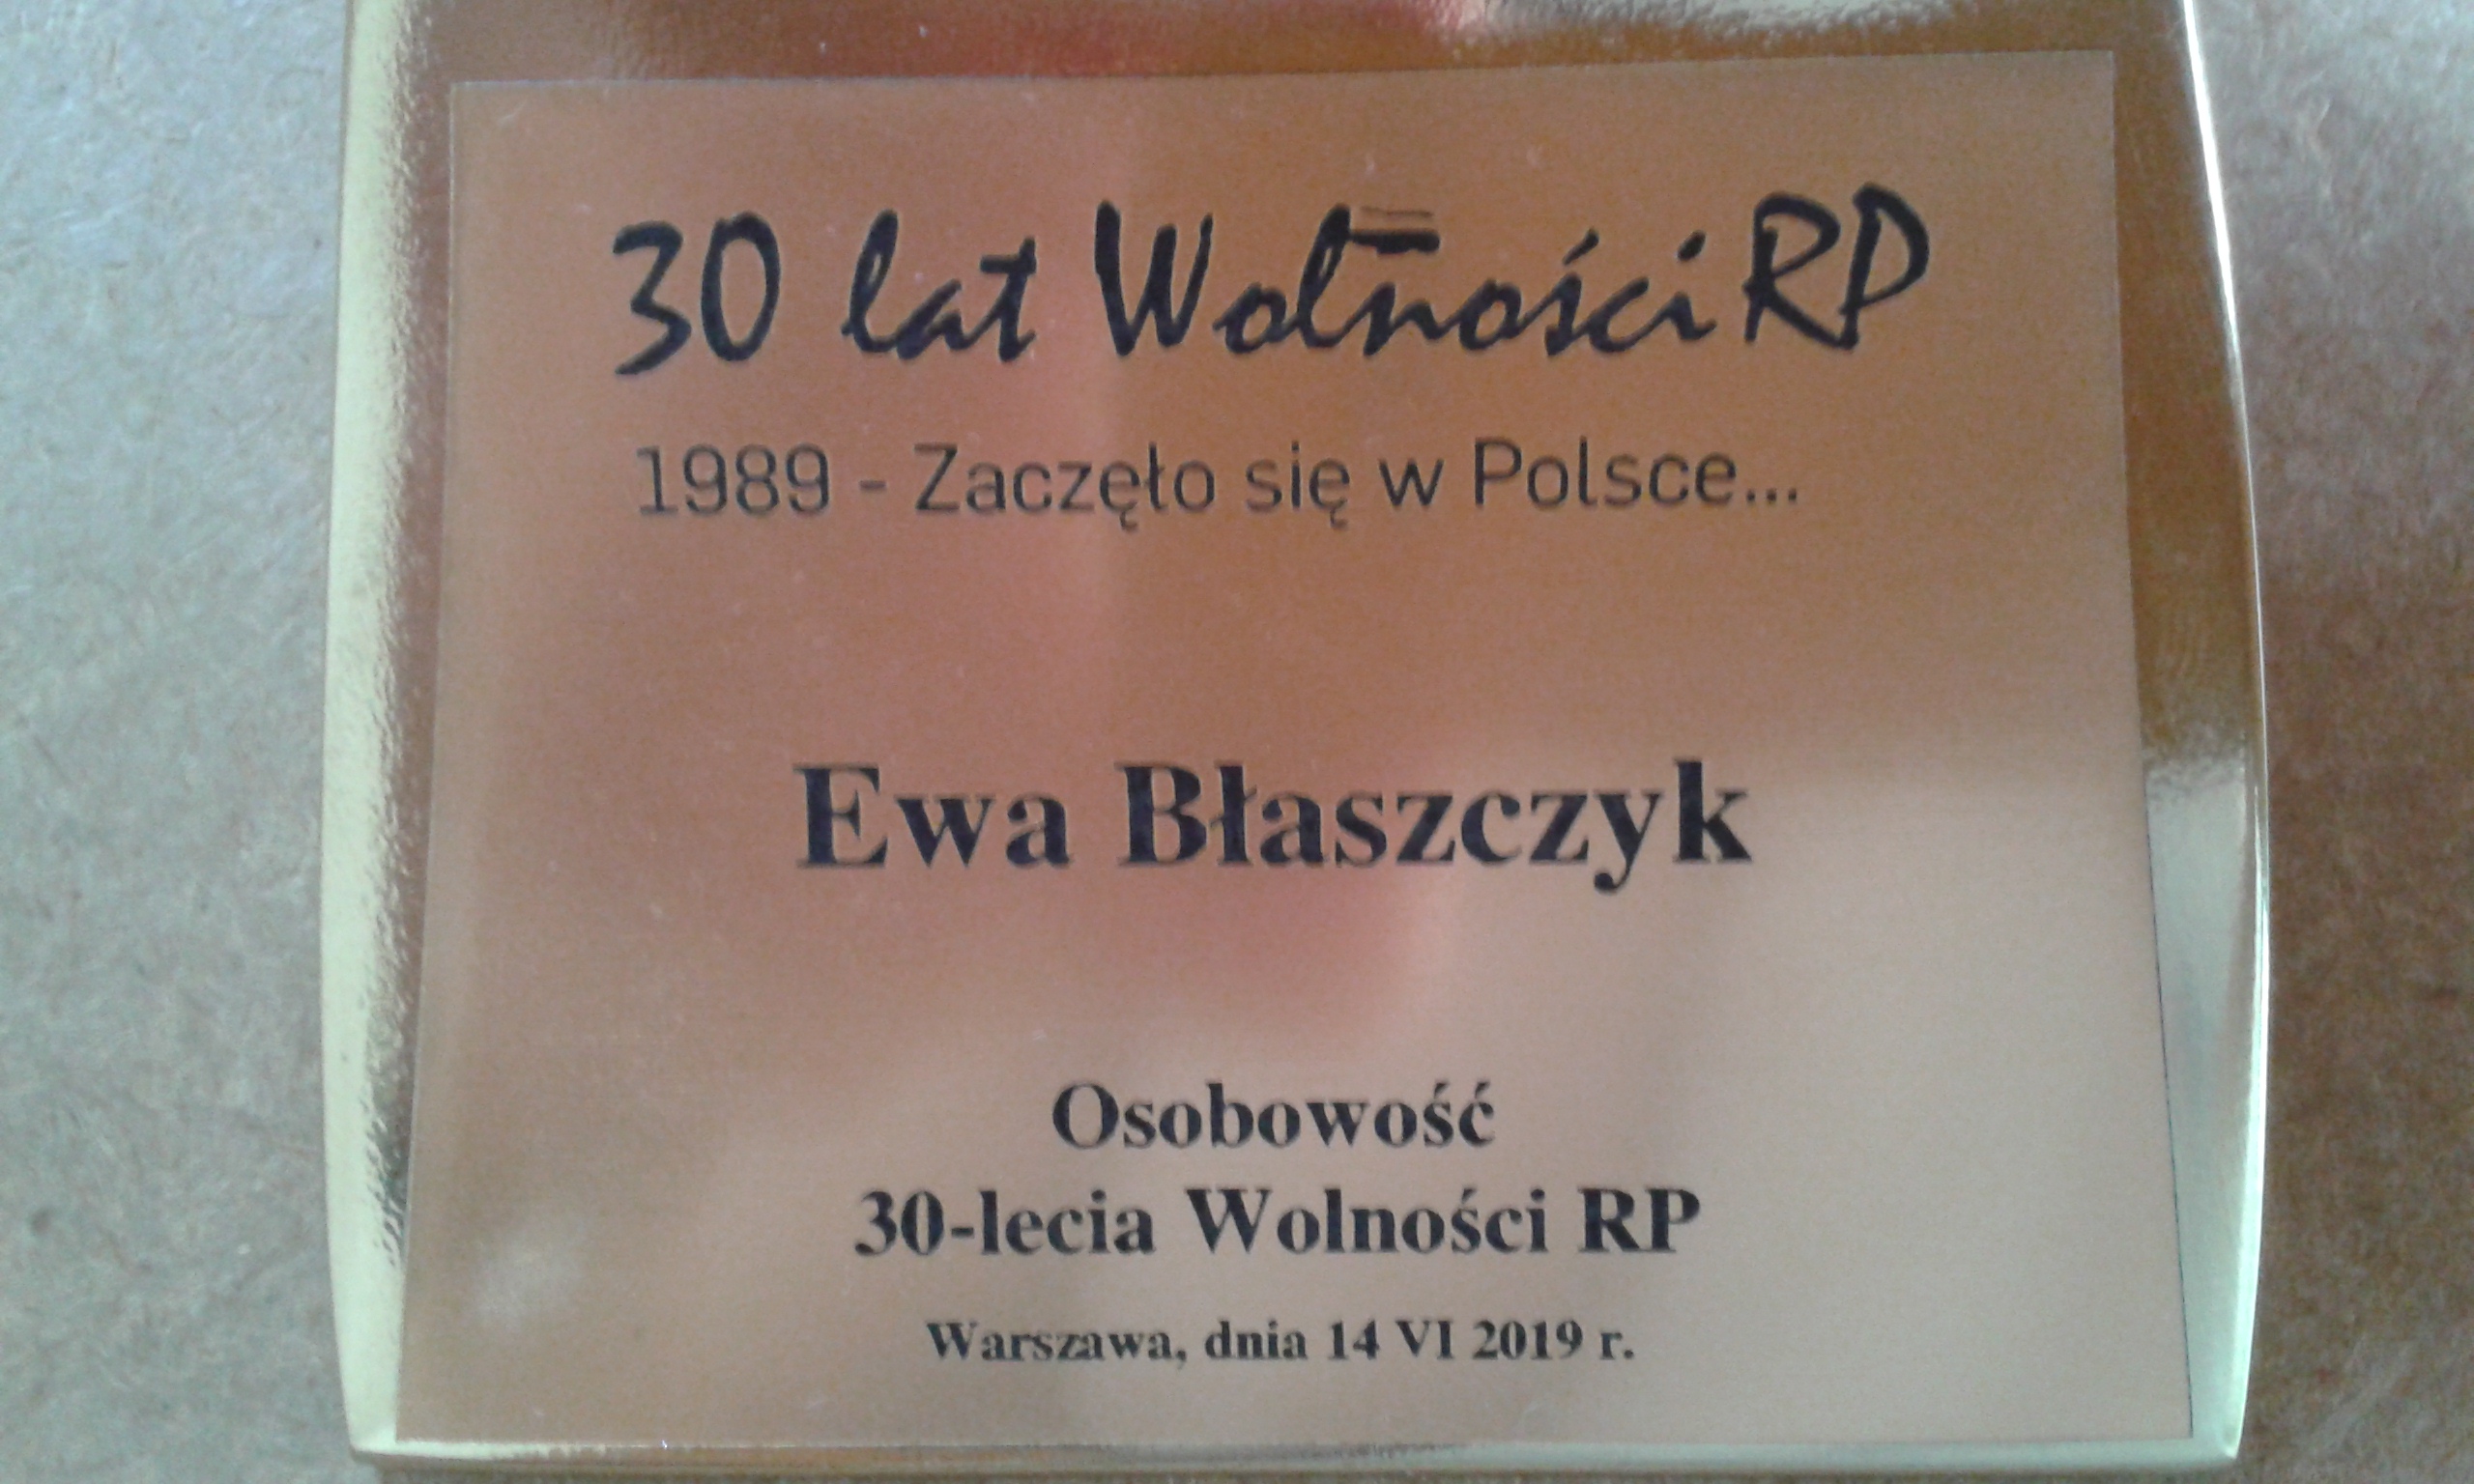 30 lat Wolności RP
1989 - Zaczęło się w Polsce...
Ewa Błaszczyk
Osobowość
30-lecia Wolności RP
Warszawa, dnia 14 VI 2019 r.